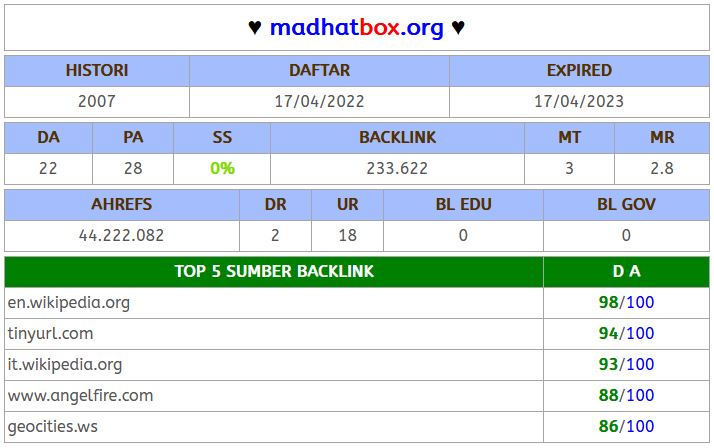 ♥ madhatbox.org ♥
HISTORI DAFTAR EXPIRED
2007 17/04/2022 17/04/2023
DA PA SS BACKLINK MT MR
22 28 0% 233.622 3 2.8
AHREFS DR UR BL EDU BL GOV
44.222.082 2 18 0 0
TOP 5 SUMBER BACKLINK D A
en.wikipedia.org 98/100
tinyurl.com 94/100
it.wikipedia.org 93/100
www.angelfire.com 88/100
geocities.ws 86/100